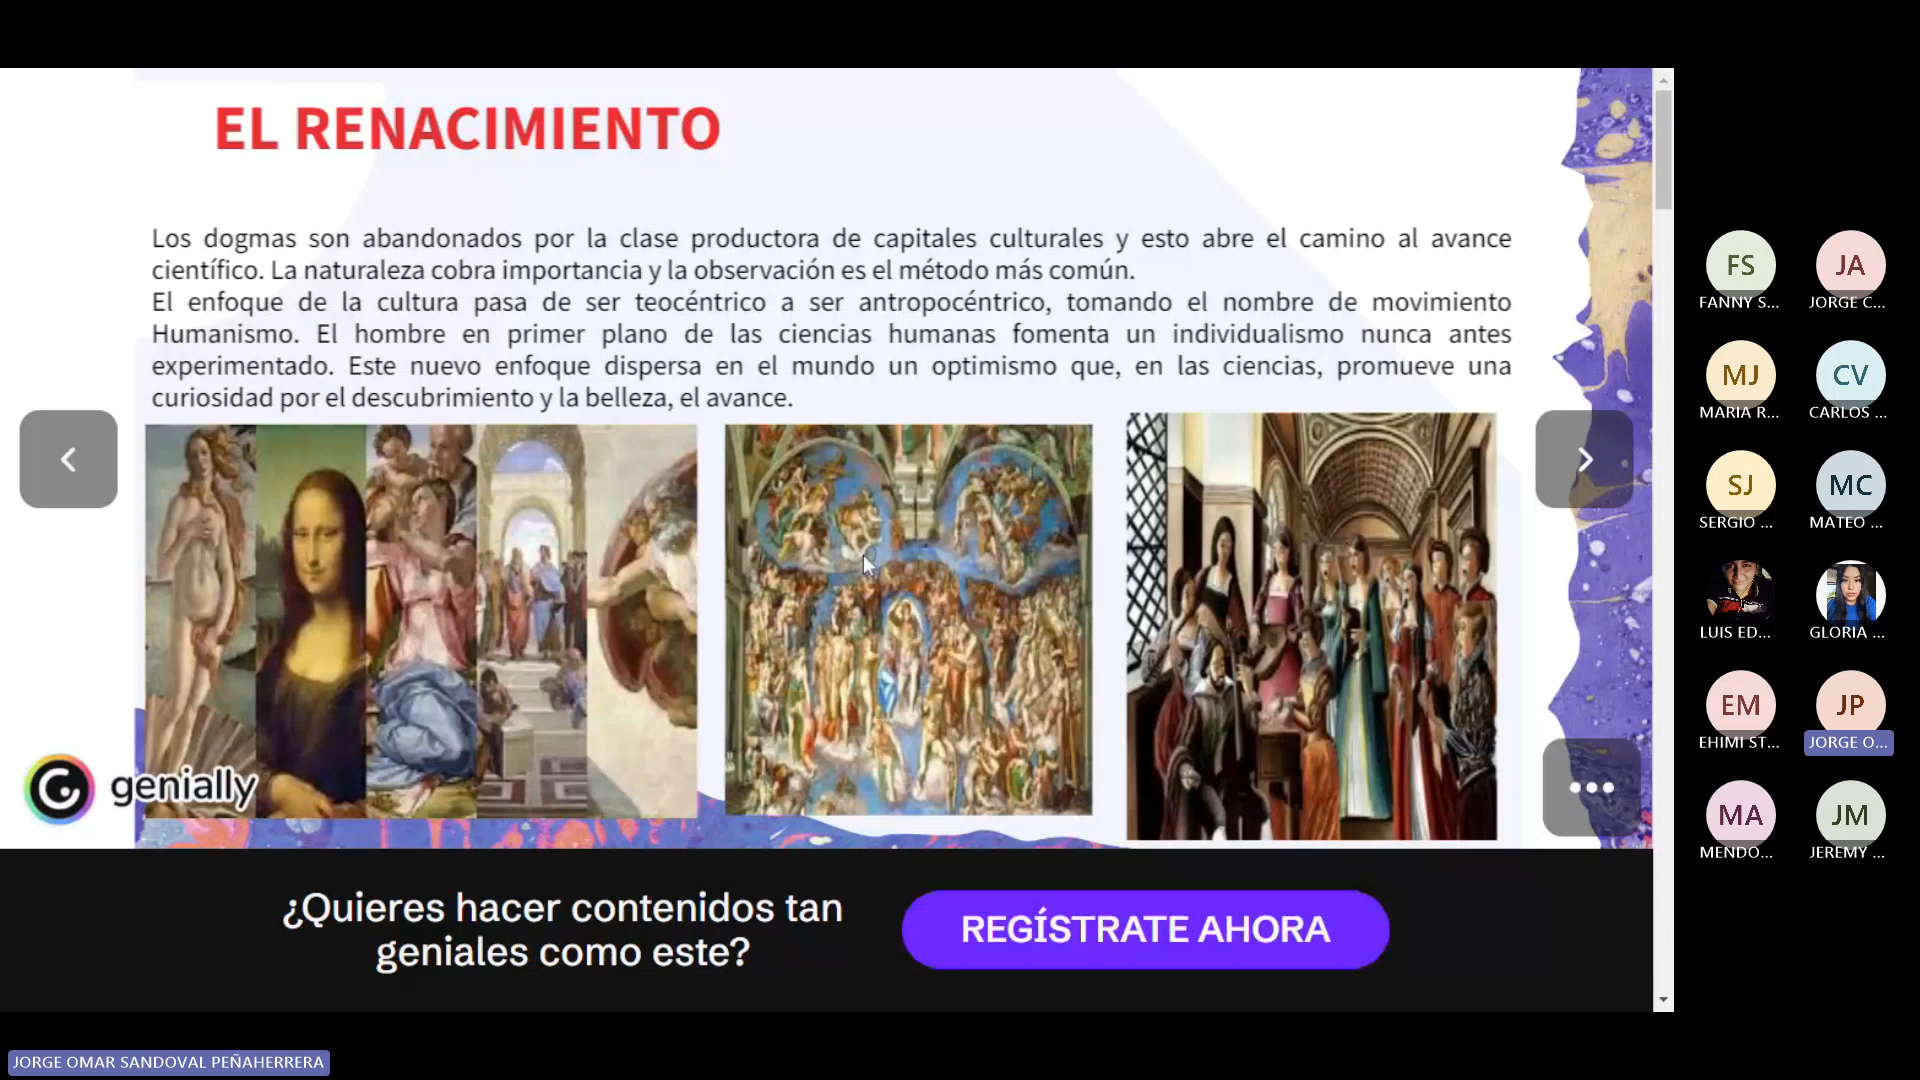 EL RENACIMIENTO
Los dogmas son abandonados por la clase productora de capitales culturales y esto abre el camino al avance
científico. La naturaleza cobra importancia y la observación es el método más común.
El enfoque de la cultura pasa de ser teocéntrico a ser antropocéntrico, tomando el nombre de movimiento
Humanismo. El hombre en primer plano de las ciencias humanas fomenta un individualismo nunca antes
experimentado. Este nuevo enfoque dispersa en el mundo un optimismo que, en las ciencias, promueve una
curiosidad por el descubrimiento y la belleza, el avance.
genially
¿Quieres hacer contenidos tan
geniales como este?
REGÍSTRATE AHORA
FS
JA
FANNY S...
JORGE C...
MJ
CV
MARIA R...
CARLOS ...
SJ
MC
SERGIO ...
MATEO ...
LUIS ED...
GLORIA ...
EM
JP
EHIMI ST...
JORGE O...
MA
JM
MENDO...
JEREMY ...
JORGE OMAR SANDOVAL PEÑAHERRERA